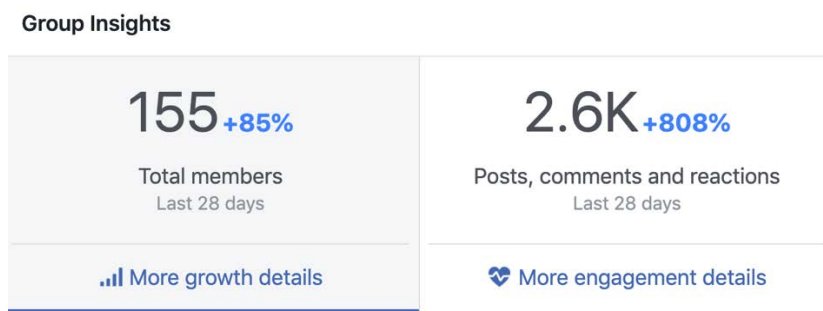 Group Insights
155 +85%
Total members
Last 28 days
More growth details
2.6K +808%
Posts, comments and reactions
Last 28 days
More engagement details